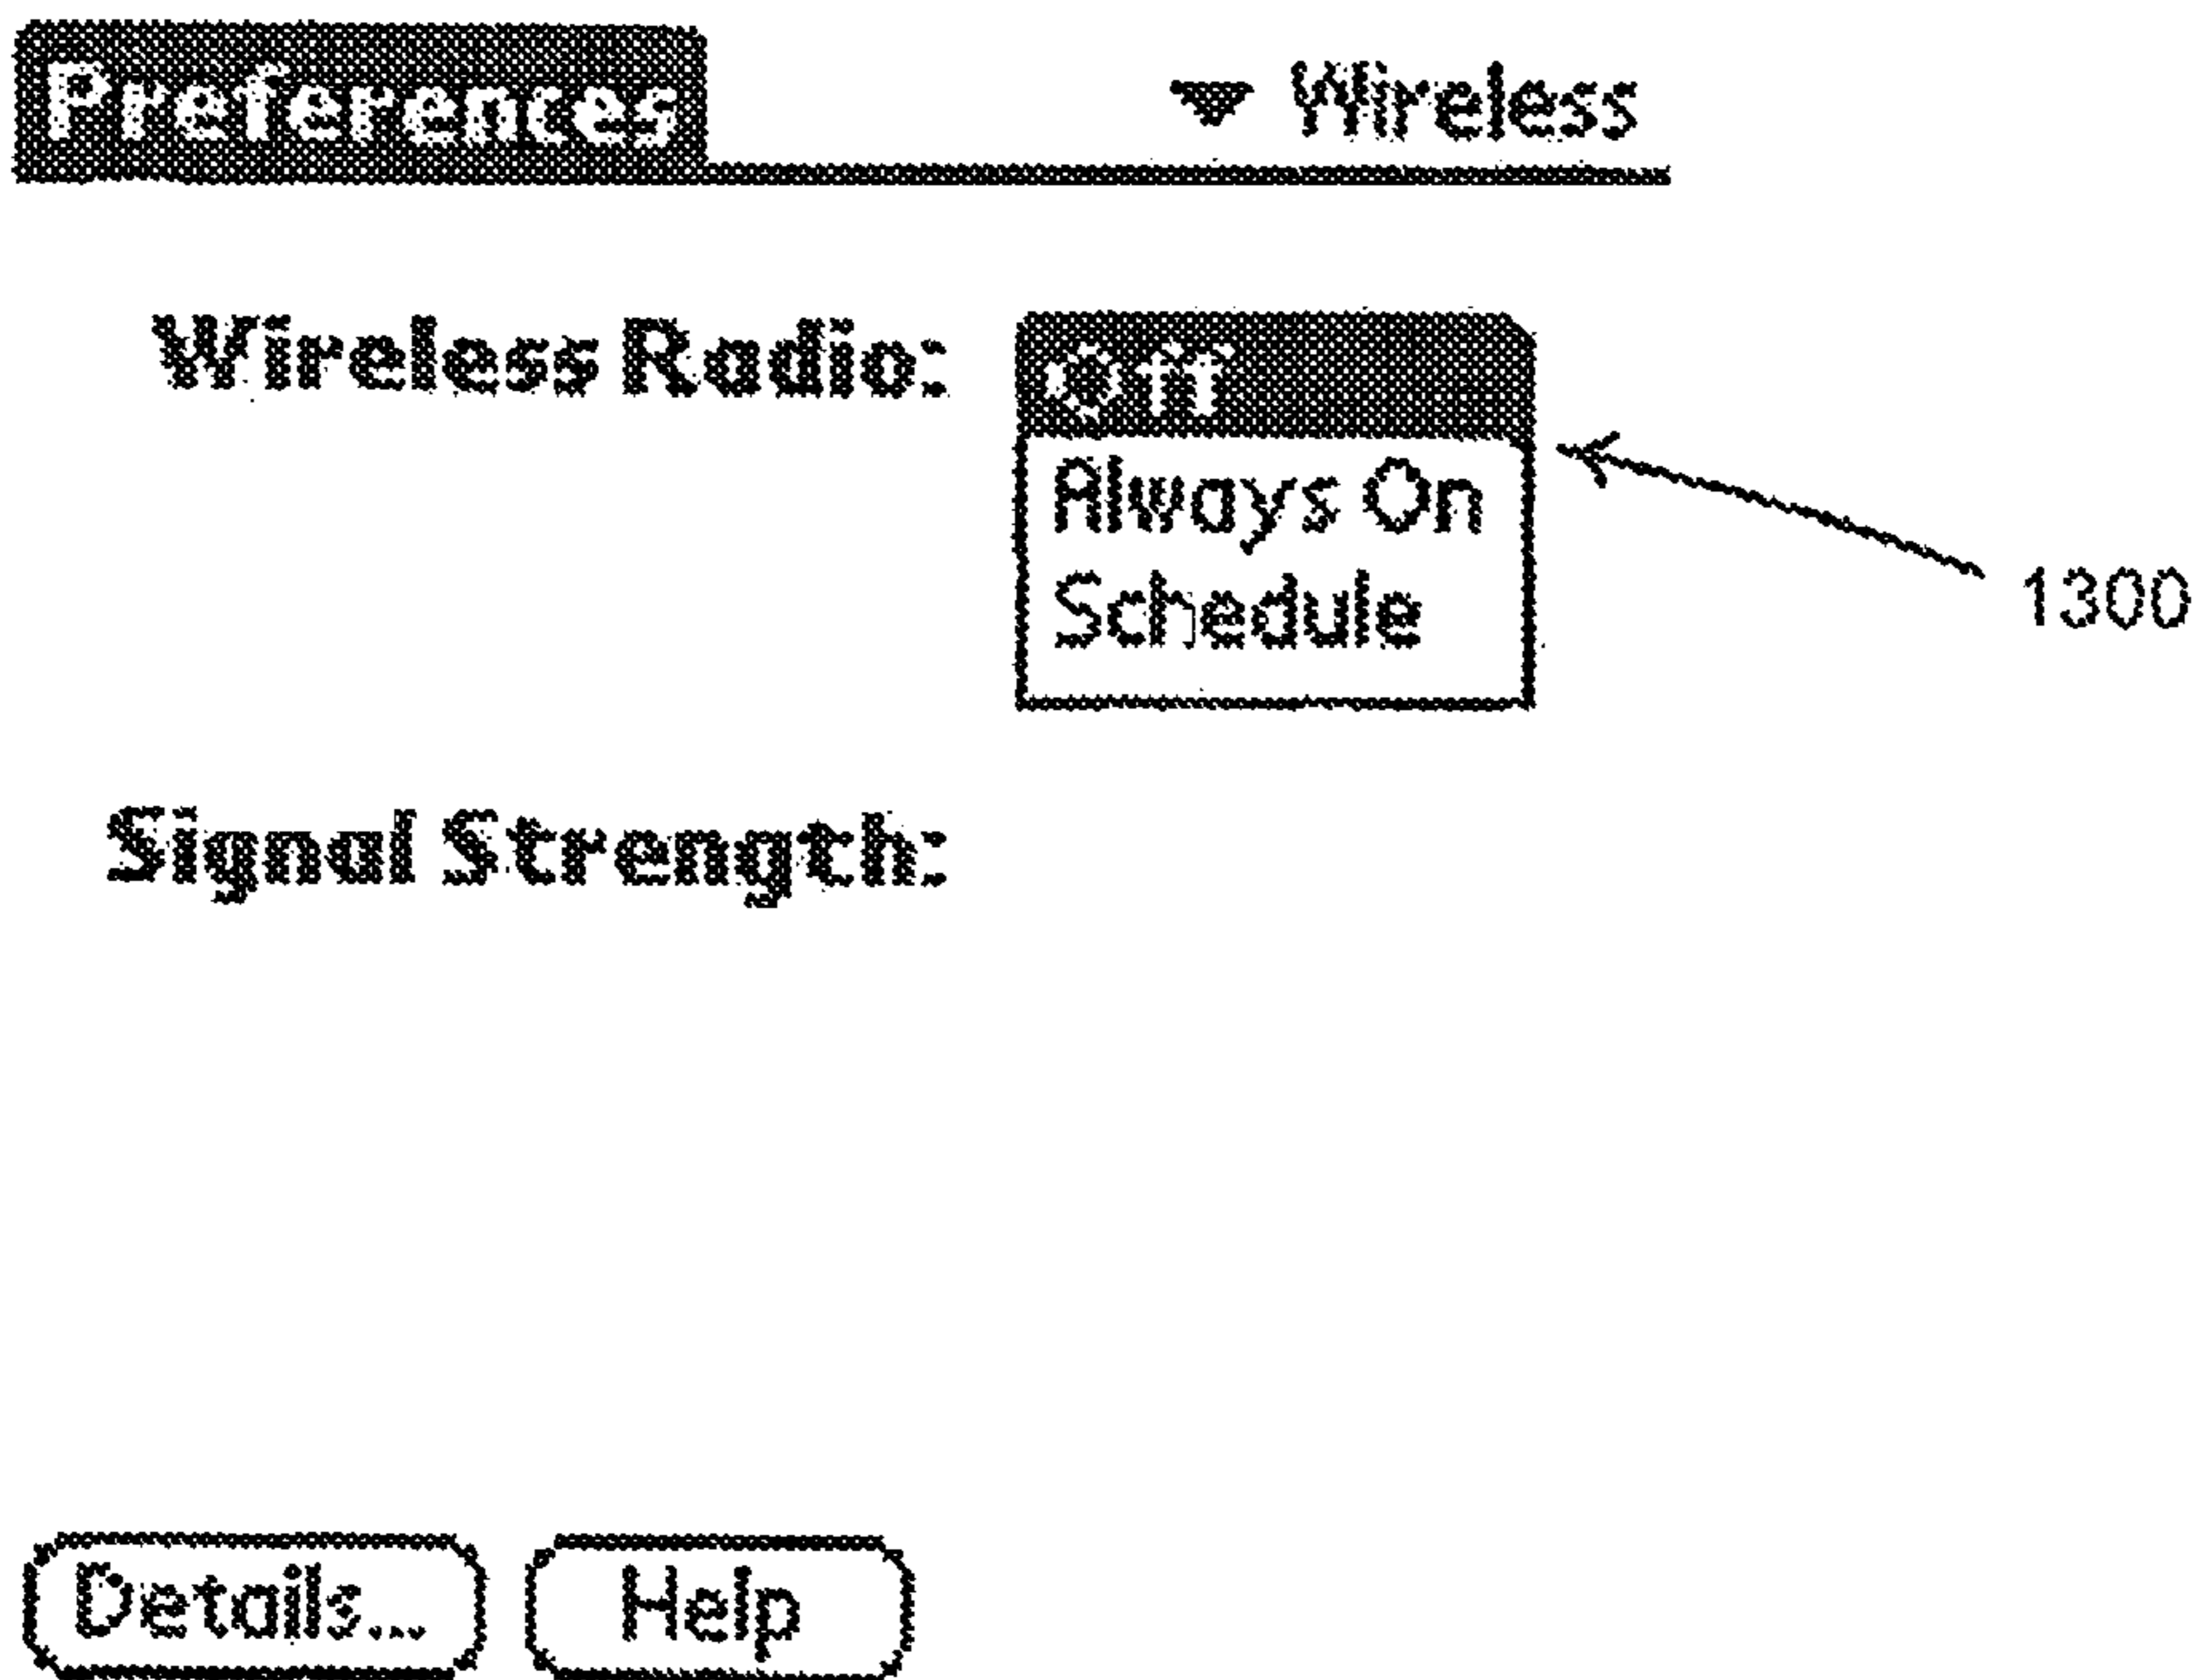 Preferences
Wireless
Wireless Radio:
Off
Always On
Schedule
1300
Signal Strength:
Details...
Help